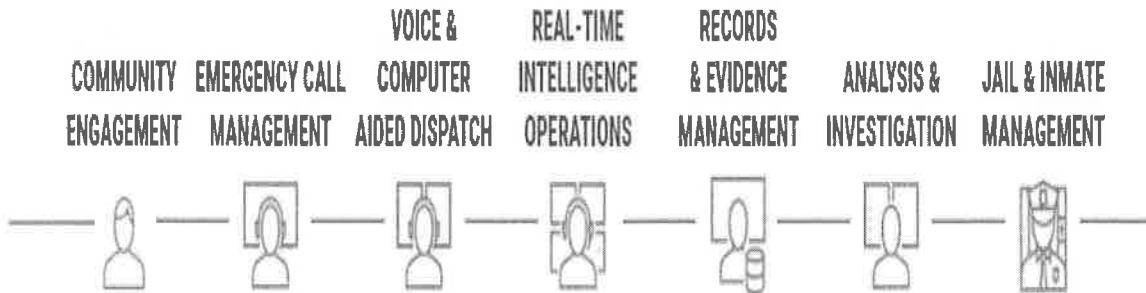 COMMUNITY
ENGAGEMENT
EMERGENCY CALL
MANAGEMENT
VOICE &
COMPUTER
AIDED DISPATCH
REAL-TIME
INTELLIGENCE
OPERATIONS
RECORDS
& EVIDENCE
MANAGEMENT
ANALYSIS &
INVESTIGATION
JAIL & INMATE
MANAGEMENT